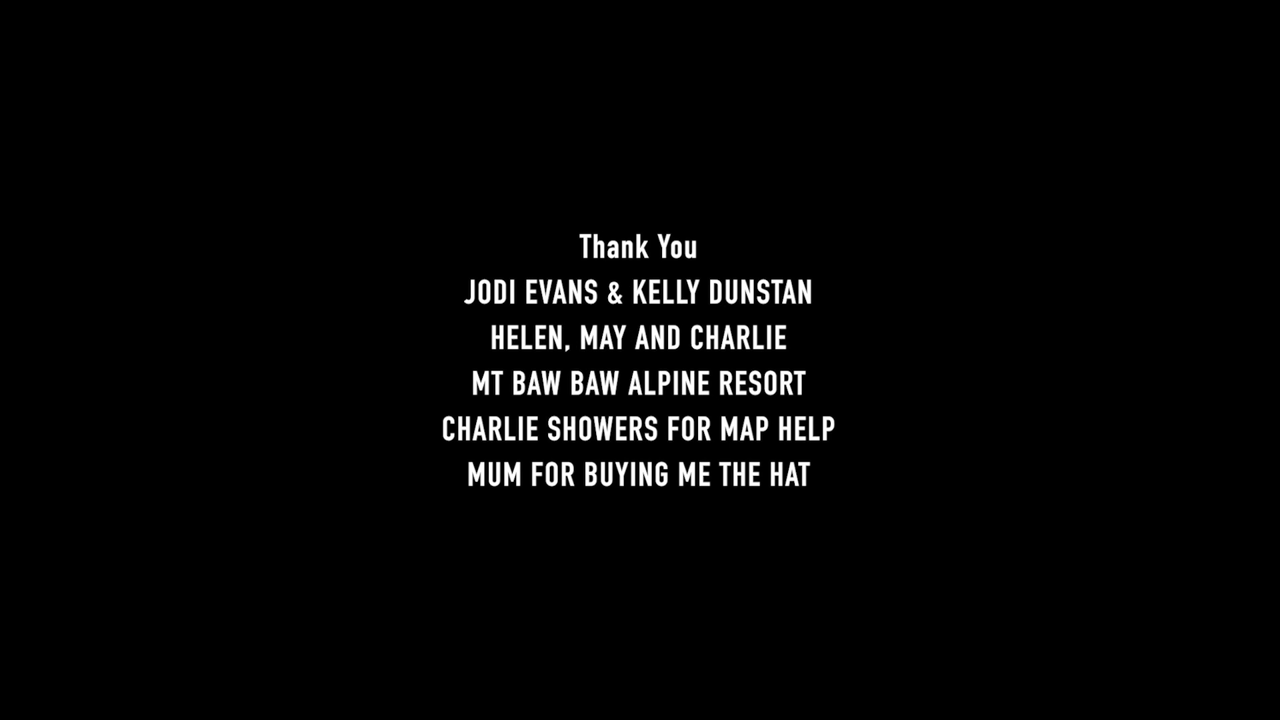 Thank You
JODI EVANS & KELLY DUNSTAN
HELEN, MAY AND CHARLIE
MT BAW BAW ALPINE RESORT
CHARLIE SHOWERS FOR MAP HELP
MUM FOR BUYING ME THE HAT